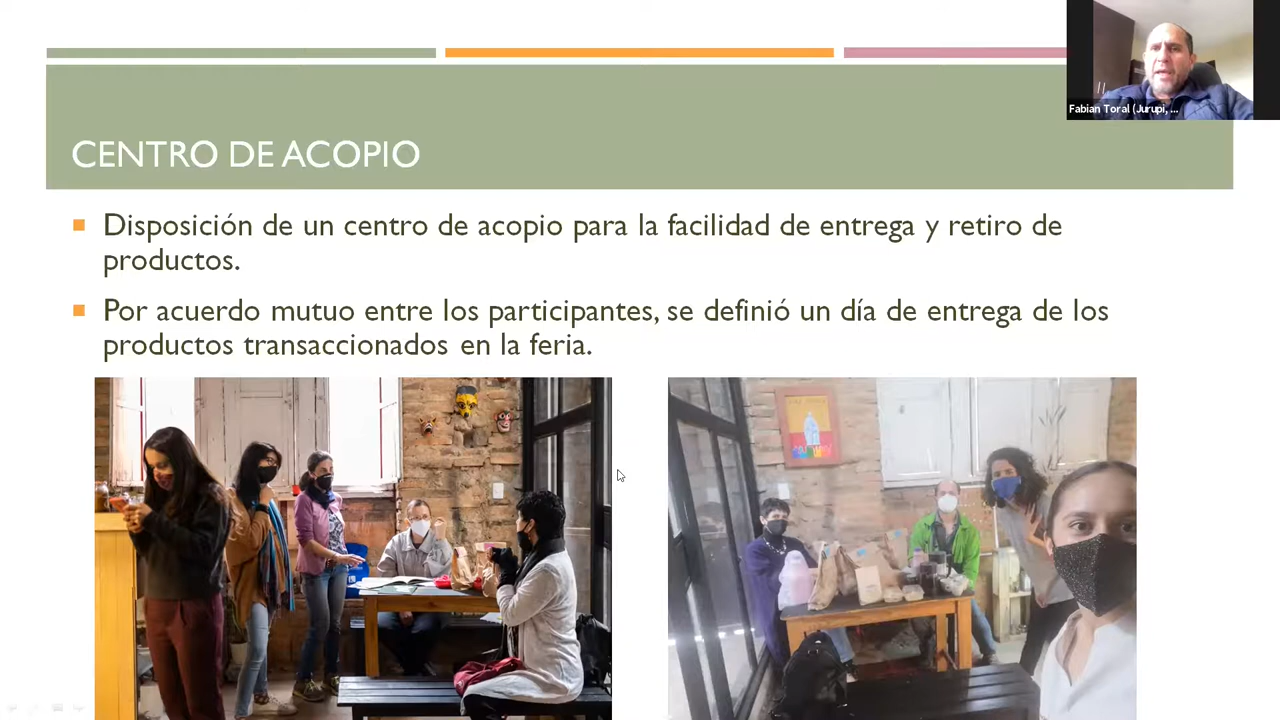 Fabian Toral (Jurupi, ...
CENTRO DE ACOPIO
Disposición de un centro de acopio para la facilidad de entrega y retiro de
productos.
Por acuerdo mutuo entre los participantes, se definió un día de entrega de los
productos transaccionados en la feria.